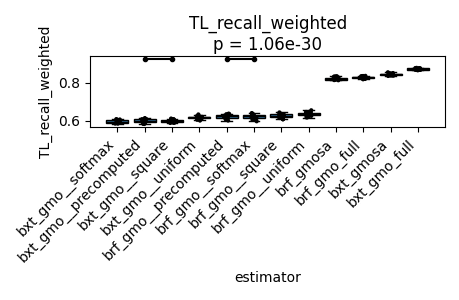 TL_recall_weighted
p = 1.06e-30
TL_recall_weighted
0.8
0.6
bxt_gmo__softmax
bxt_gmo__precomputed
bxt_gmo__square
bxt_gmo__uniform
brf_gmo__precomputed
brf_gmo__softmax
brf_gmo__square
brf_gmo__uniform
brf_gmosa
brf_gmo_full
bxt_gmosa
bxt_gmo_full
estimator